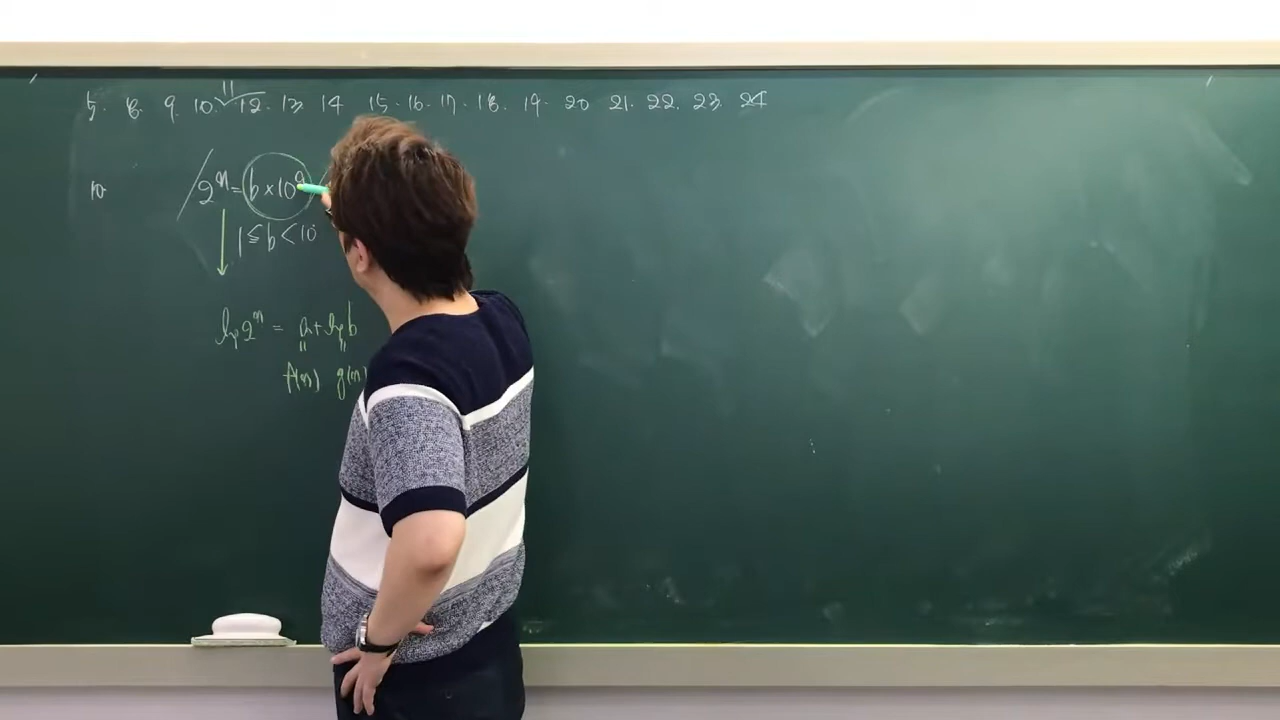 5. 8. 9. 10. 11 12. 13 14 15. 16. 17. 18. 19. 20 21. 22. 23. 24
10.
2ⁿ = b×10ᵃ
1 ≤ b < 10
log 2ⁿ = a + log b
f(n) g(n)